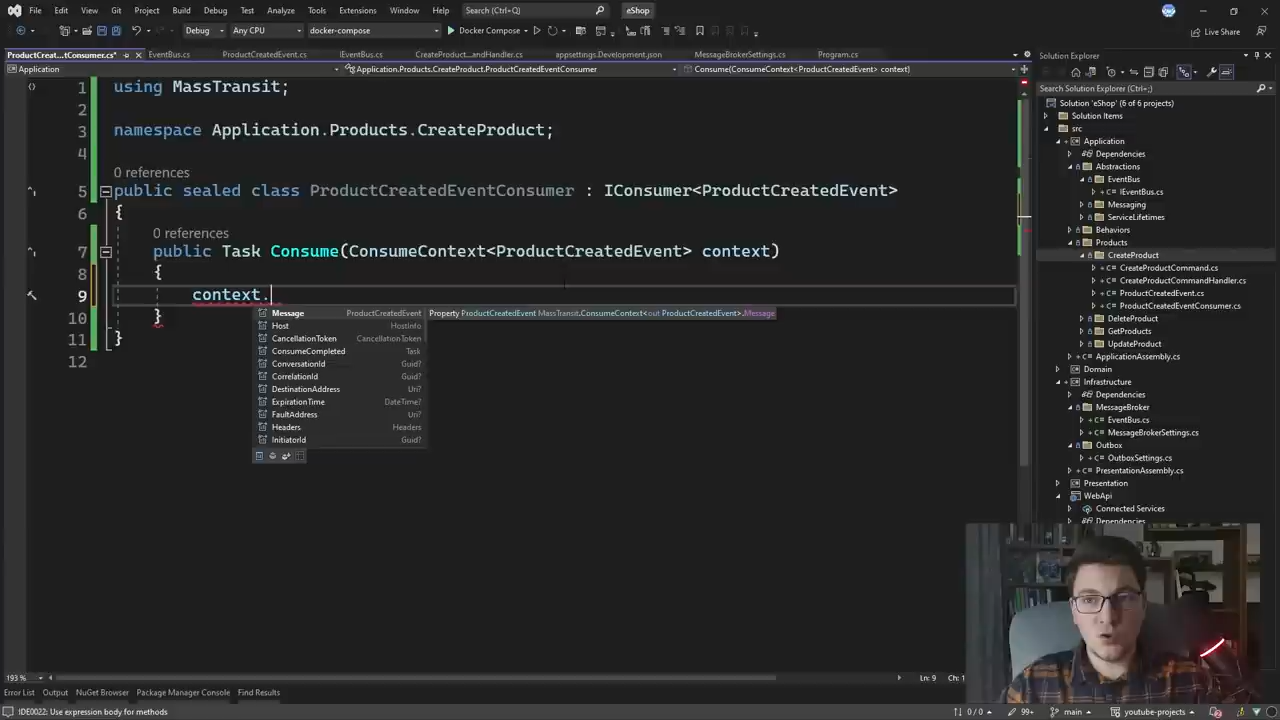 File Edit View Git Project Build Debug Test Analyze Tools Extensions Window Help Search (Ctrl+Q) eShop
Debug Any CPU docker-compose Docker Compose Live Share
ProductCreat...tConsumer.cs* EventBus.cs ProductCreatedEvent.cs IEventBus.cs CreateProduct...andHandler.cs appsettings.Development.json MessageBrokerSettings.cs Program.cs
Application Application.Products.CreateProduct.ProductCreatedEventConsumer Consume(ConsumeContext<ProductCreatedEvent> context)
1 using MassTransit;
2
3 namespace Application.Products.CreateProduct;
4
0 references
5 public sealed class ProductCreatedEventConsumer : IConsumer<ProductCreatedEvent>
6 {
0 references
7 public Task Consume(ConsumeContext<ProductCreatedEvent> context)
8 {
9 context.
10 }
11 }
12
Message ProductCreatedEvent
Host HostInfo
CancellationToken CancellationToken
ConsumeCompleted Task
ConversationId Guid?
CorrelationId Guid?
DestinationAddress Uri?
ExpirationTime DateTime?
FaultAddress Uri?
Headers Headers
InitiatorId Guid?
Property ProductCreatedEvent MassTransit.ConsumeContext<out ProductCreatedEvent>.Message
Solution Explorer
Search Solution Explorer (Ctrl+;)
Solution 'eShop' (6 of 6 projects)
Solution Items
src
Application
Dependencies
Abstractions
EventBus
IEventBus.cs
Messaging
ServiceLifetimes
Behaviors
Products
CreateProduct
CreateProductCommand.cs
CreateProductCommandHandler.cs
ProductCreatedEvent.cs
ProductCreatedEventConsumer.cs
DeleteProduct
GetProducts
UpdateProduct
ApplicationAssembly.cs
Domain
Infrastructure
Dependencies
MessageBroker
EventBus.cs
MessageBrokerSettings.cs
Outbox
OutboxSettings.cs
PresentationAssembly.cs
Presentation
WebApi
Connected Services
Dependencies
193 % Ln: 9
Error List Output NuGet Browser Package Manager Console Find Results
IDE0022: Use expression body for methods 0 / 0 99+ main youtube-projects